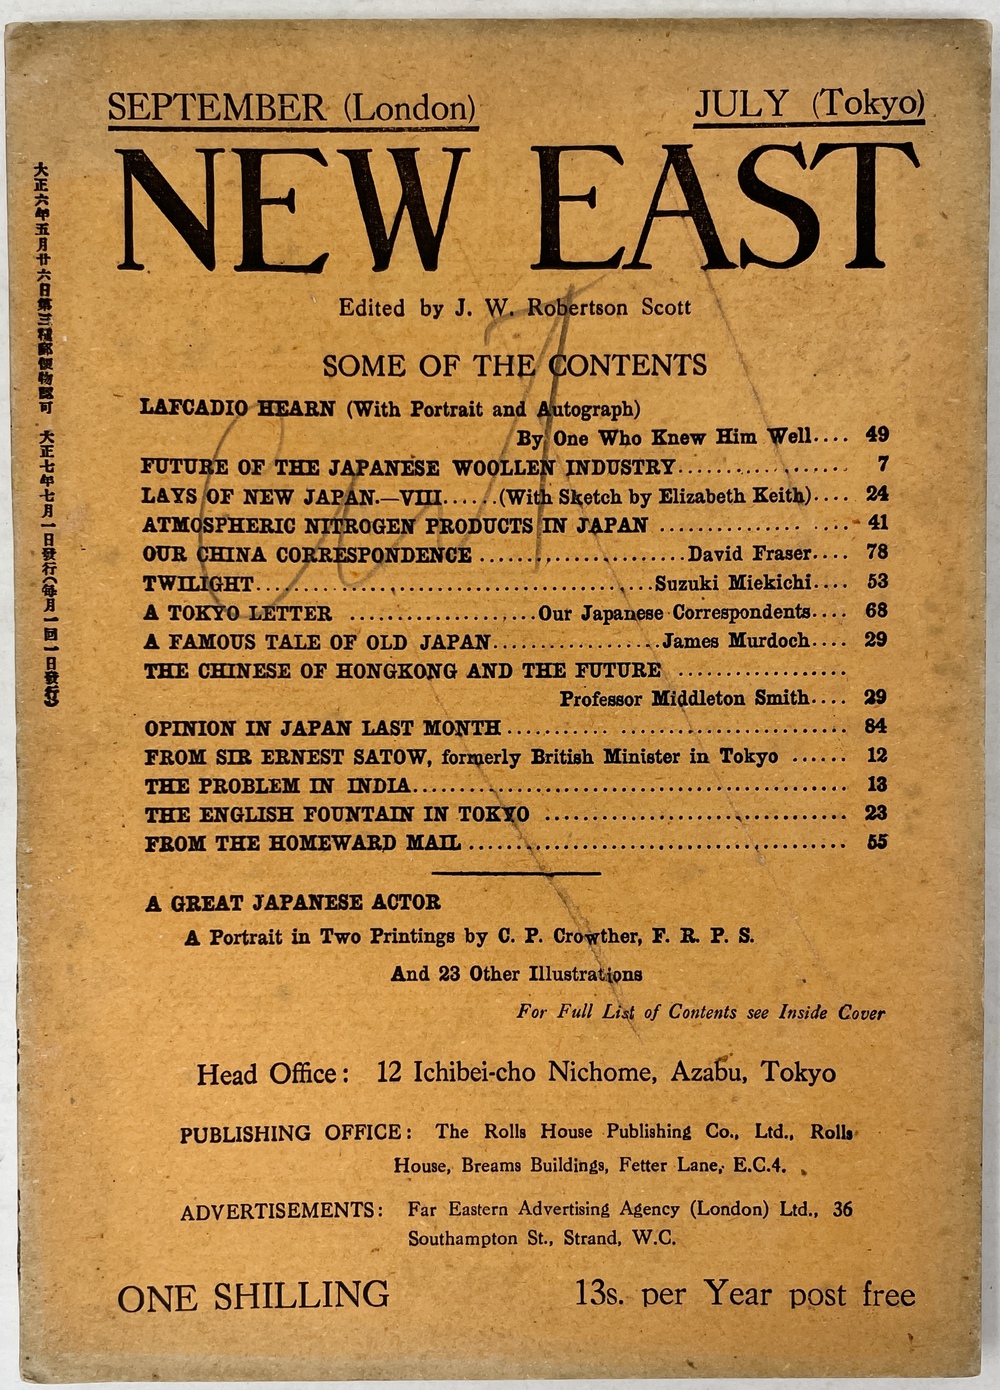 SEPTEMBER (London) JULY (Tokyo)
NEW EAST
Edited by J. W. Robertson Scott
SOME OF THE CONTENTS
LAFCADIO HEARN (With Portrait and Autograph)
By One Who Knew Him Well.... 49
FUTURE OF THE JAPANESE WOOLLEN INDUSTRY.................. 7
LAYS OF NEW JAPAN.—VIII......(With Sketch by Elizabeth Keith).... 24
ATMOSPHERIC NITROGEN PRODUCTS IN JAPAN .................... 41
OUR CHINA CORRESPONDENCE ......................David Fraser.... 78
TWILIGHT..........................................Suzuki Miekichi.... 53
A TOKYO LETTER ....................Our Japanese Correspondents.... 68
A FAMOUS TALE OF OLD JAPAN..................James Murdoch.... 29
THE CHINESE OF HONGKONG AND THE FUTURE .....................
Professor Middleton Smith.... 29
OPINION IN JAPAN LAST MONTH ................................... 84
FROM SIR ERNEST SATOW, formerly British Minister in Tokyo ...... 12
THE PROBLEM IN INDIA.............................................. 13
THE ENGLISH FOUNTAIN IN TOKYO ................................ 23
FROM THE HOMEWARD MAIL ........................................ 55
A GREAT JAPANESE ACTOR
A Portrait in Two Printings by C. P. Crowther, F. R. P. S.
And 23 Other Illustrations
For Full List of Contents see Inside Cover
Head Office: 12 Ichibei-cho Nichome, Azabu, Tokyo
PUBLISHING OFFICE: The Rolls House Publishing Co., Ltd., Rolls
House, Breams Buildings, Fetter Lane, E.C.4.
ADVERTISEMENTS: Far Eastern Advertising Agency (London) Ltd., 36
Southampton St., Strand, W.C.
ONE SHILLING 13s. per Year post free
大正六年五月廿六日第三種郵便物認可 大正七年七月一日發行(毎月一回一日發行)